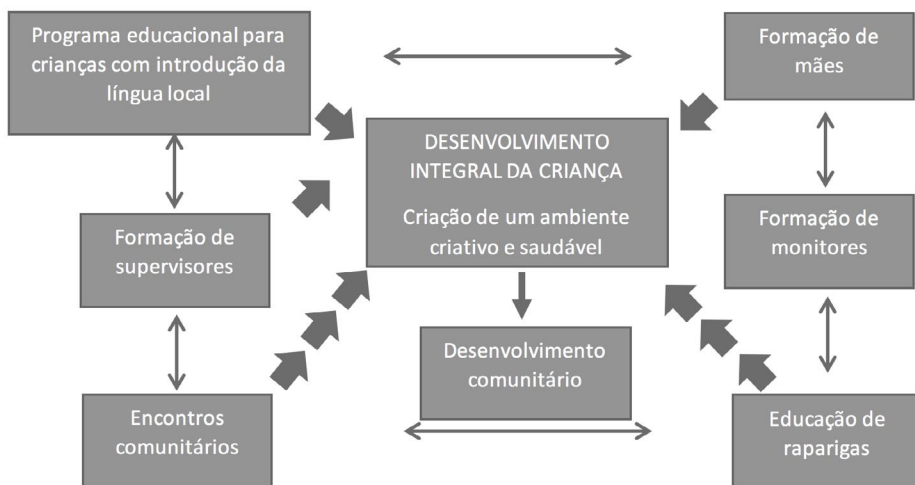 Programa educacional para
crianças com introdução da
língua local
Formação de
mães
DESENVOLVIMENTO
INTEGRAL DA CRIANÇA
Criação de um ambiente
criativo e saudável
Formação de
supervisores
Formação de
monitores
Desenvolvimento
comunitário
Encontros
comunitários
Educação de
raparigas